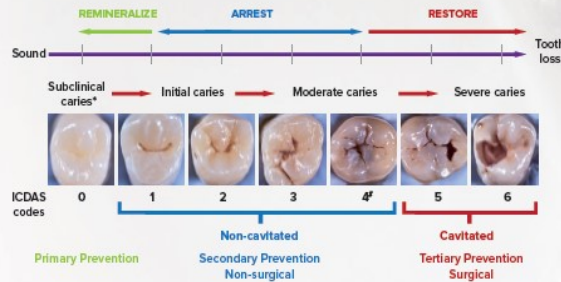 REMINERALIZE ARREST RESTORE
Sound Tooth loss
Subclinical caries* Initial caries Moderate caries Severe caries
ICDAS codes 0 1 2 3 4‡ 5 6
Non-cavitated Cavitated
Primary Prevention Secondary Prevention Tertiary Prevention
Non-surgical Surgical